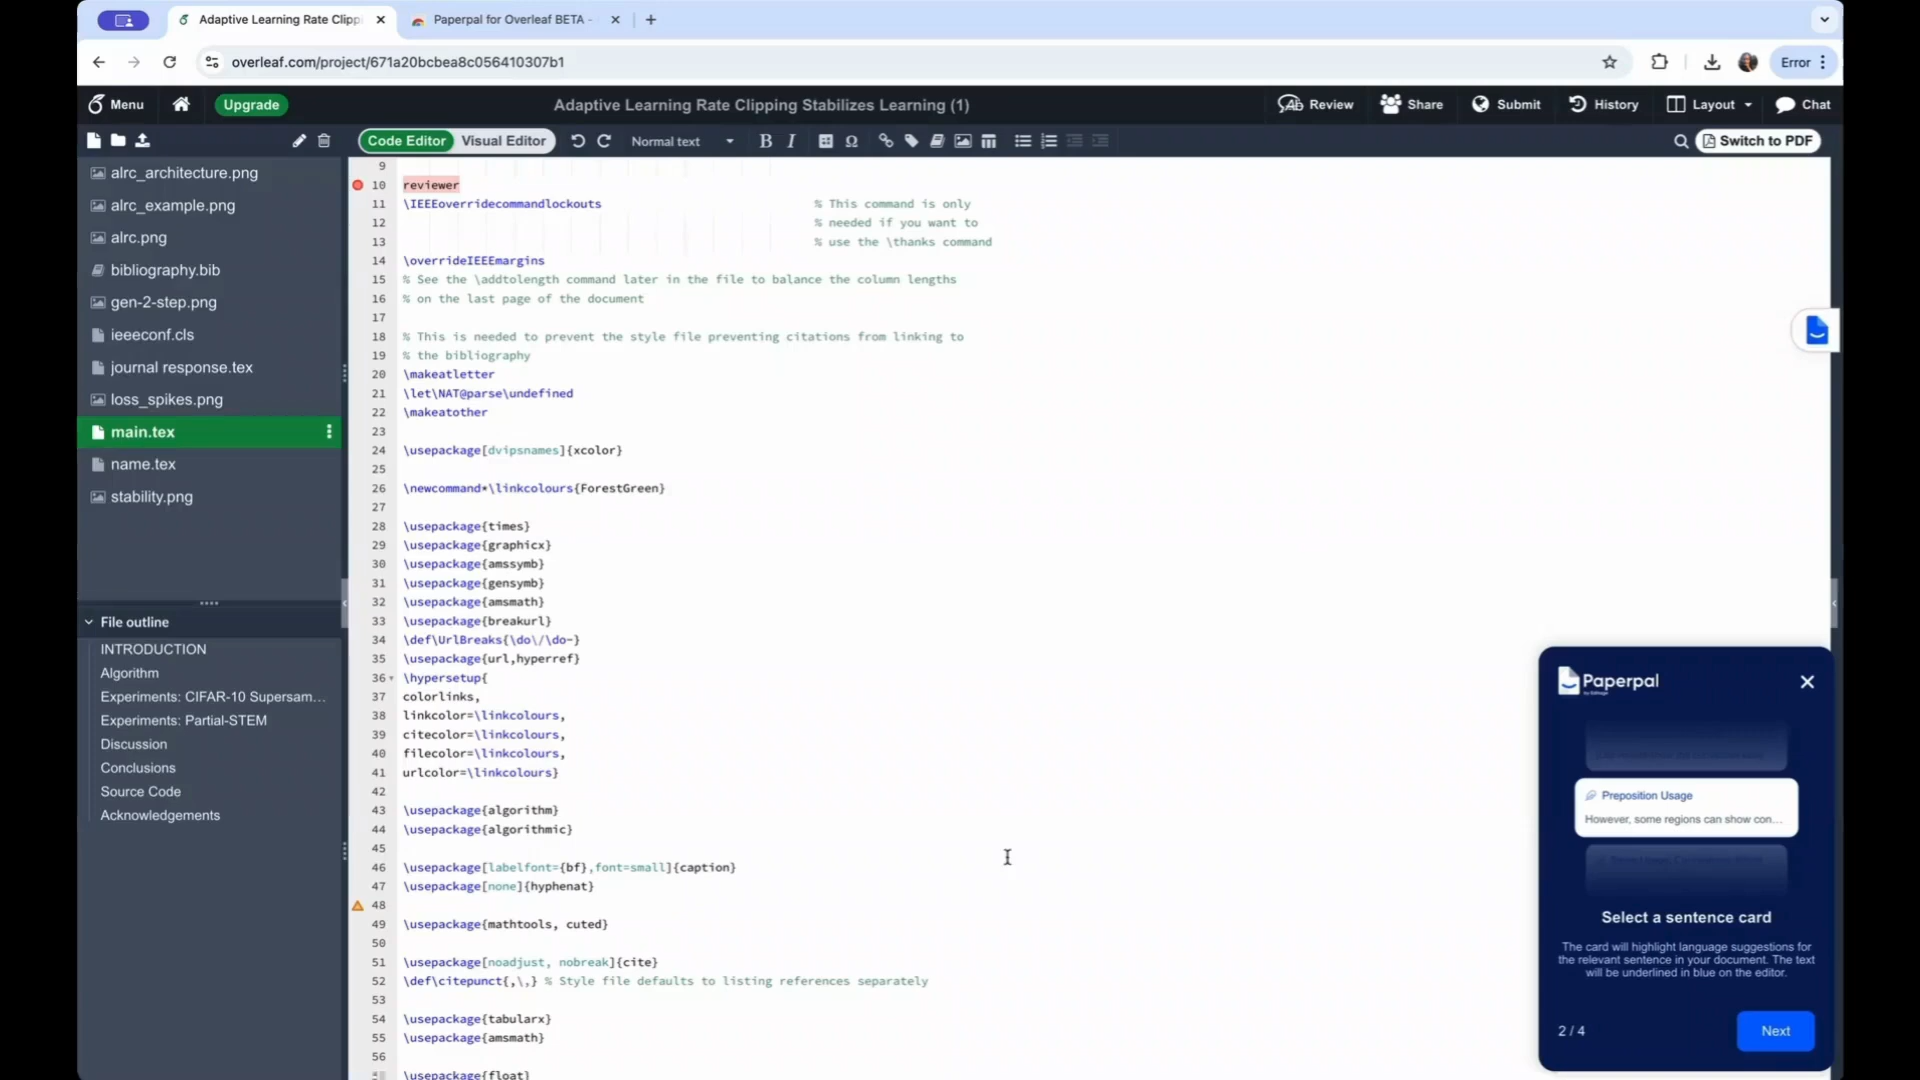 Adaptive Learning Rate Clipp
Paperpal for Overleaf BETA -
overleaf.com/project/671a20bcbea8c056410307b1
Error
Menu
Upgrade
Adaptive Learning Rate Clipping Stabilizes Learning (1)
Review
Share
Submit
History
Layout
Chat
Code Editor
Visual Editor
Normal text
B
I
Ω
Switch to PDF
alrc_architecture.png
alrc_example.png
alrc.png
bibliography.bib
gen-2-step.png
ieeeconf.cls
journal response.tex
loss_spikes.png
main.tex
name.tex
stability.png
File outline
INTRODUCTION
Algorithm
Experiments: CIFAR-10 Supersam...
Experiments: Partial-STEM
Discussion
Conclusions
Source Code
Acknowledgements
9
10 reviewer
11 \IEEEoverridecommandlockouts % This command is only
12 % needed if you want to
13 % use the \thanks command
14 \overrideIEEEmargins
15 % See the \addtolength command later in the file to balance the column lengths
16 % on the last page of the document
17
18 % This is needed to prevent the style file preventing citations from linking to
19 % the bibliography
20 \makeatletter
21 \let\NAT@parse\undefined
22 \makeatother
23
24 \usepackage[dvipsnames]{xcolor}
25
26 \newcommand*\linkcolours{ForestGreen}
27
28 \usepackage{times}
29 \usepackage{graphicx}
30 \usepackage{amssymb}
31 \usepackage{gensymb}
32 \usepackage{amsmath}
33 \usepackage{breakurl}
34 \def\UrlBreaks{\do\/\do-}
35 \usepackage{url,hyperref}
36 \hypersetup{
37 colorlinks,
38 linkcolor=\linkcolours,
39 citecolor=\linkcolours,
40 filecolor=\linkcolours,
41 urlcolor=\linkcolours}
42
43 \usepackage{algorithm}
44 \usepackage{algorithmic}
45
46 \usepackage[labelfont={bf},font=small]{caption}
47 \usepackage[none]{hyphenat}
48
49 \usepackage{mathtools, cuted}
50
51 \usepackage[noadjust, nobreak]{cite}
52 \def\citepunct{,\,} % Style file defaults to listing references separately
53
54 \usepackage{tabularx}
55 \usepackage{amsmath}
56
\usepackage{float}
Paperpal
Preposition Usage
However, some regions can show con...
Select a sentence card
The card will highlight language suggestions for
the relevant sentence in your document. The text
will be underlined in blue on the editor.
2 / 4
Next